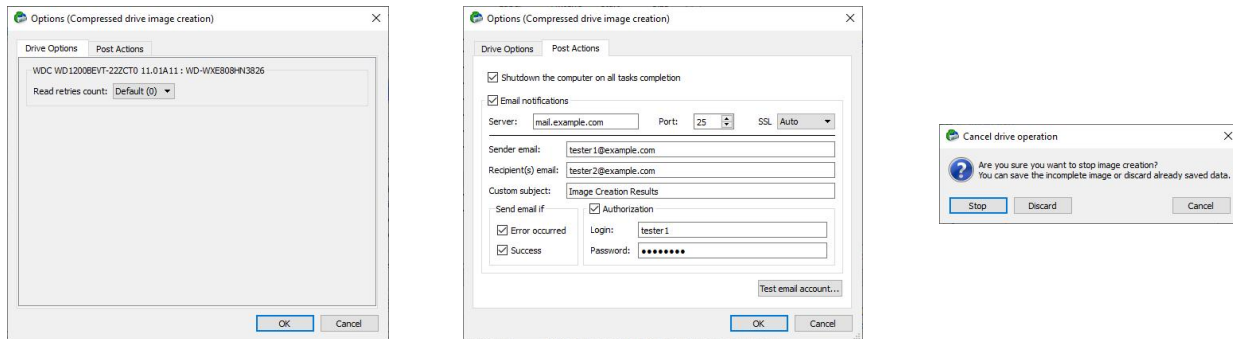 Options (Compressed drive image creation)
Drive Options Post Actions
WDC WD1200BEVT-22ZCT0 11.01A11 : WD-WXE808HN3826
Read retries count: Default (0)
OK Cancel
Options (Compressed drive image creation)
Drive Options Post Actions
Shutdown the computer on all tasks completion
Email notifications
Server: mail.example.com Port: 25 SSL Auto
Sender email: tester1@example.com
Recipient(s) email: tester2@example.com
Custom subject: Image Creation Results
Send email if Authorization
Error occurred Login: tester1
Success Password: ●●●●●●●●
Test email account...
OK Cancel
Cancel drive operation
Are you sure you want to stop image creation?
You can save the incomplete image or discard already saved data.
Stop Discard Cancel